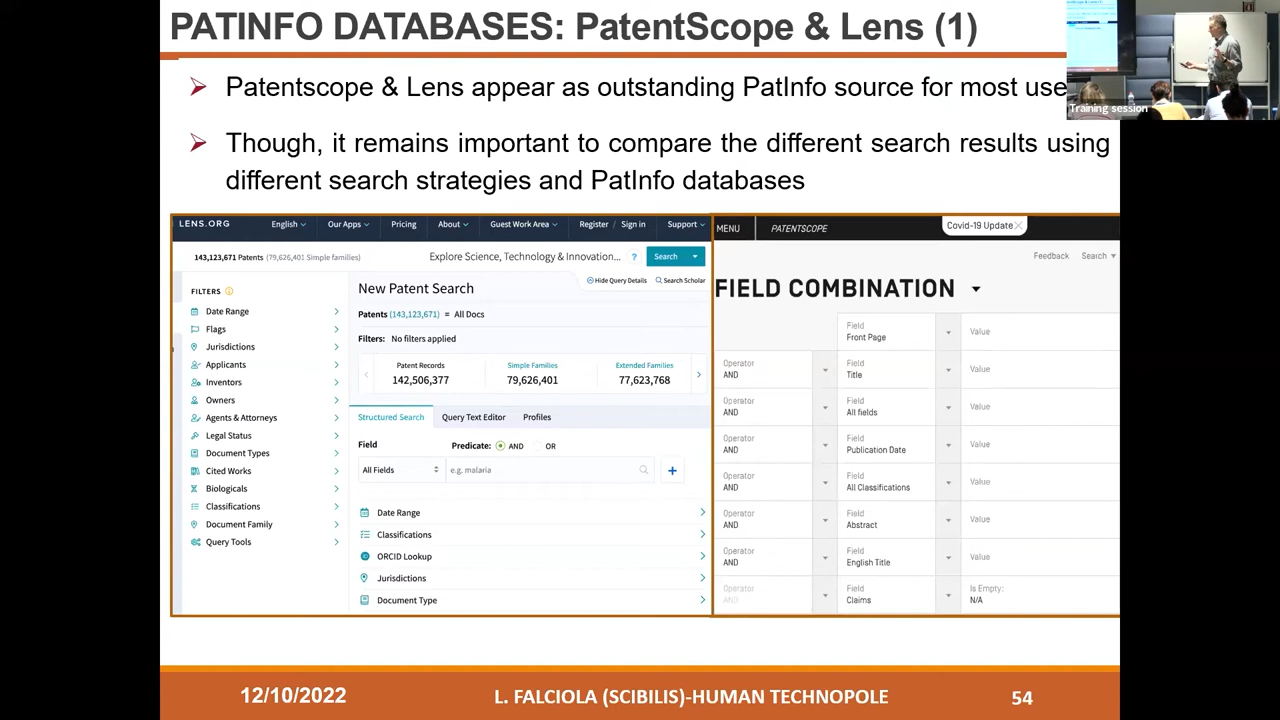 PATINFO DATABASES: PatentScope & Lens (1)
Training session
Patentscope & Lens appear as outstanding PatInfo source for most use
Though, it remains important to compare the different search results using
different search strategies and PatInfo databases
LENS.ORG
English
Our Apps
Pricing
About
Guest Work Area
Register / Sign in
Support
143,123,671 Patents (79,626,401 Simple families)
Explore Science, Technology & Innovation...
?
Search
Hide Query Details
Search Scholar
FILTERS
Date Range
Flags
Jurisdictions
Applicants
Inventors
Owners
Agents & Attorneys
Legal Status
Document Types
Cited Works
Biologicals
Classifications
Document Family
Query Tools
New Patent Search
Patents (143,123,671) = All Docs
Filters: No filters applied
Patent Records
142,506,377
Simple Families
79,626,401
Extended Families
77,623,768
Structured Search
Query Text Editor
Profiles
Field
Predicate: AND OR
All Fields
e.g. malaria
Date Range
Classifications
ORCID Lookup
Jurisdictions
Document Type
MENU
PATENTSCOPE
Covid-19 Update
Feedback
Search
FIELD COMBINATION
Field
Front Page
Value
Operator
AND
Field
Title
Value
Operator
AND
Field
All fields
Value
Operator
AND
Field
Publication Date
Value
Operator
AND
Field
All Classifications
Value
Operator
AND
Field
Abstract
Value
Operator
AND
Field
English Title
Value
Operator
AND
Field
Claims
Is Empty:
N/A
12/10/2022
L. FALCIOLA (SCIBILIS)-HUMAN TECHNOPOLE
54